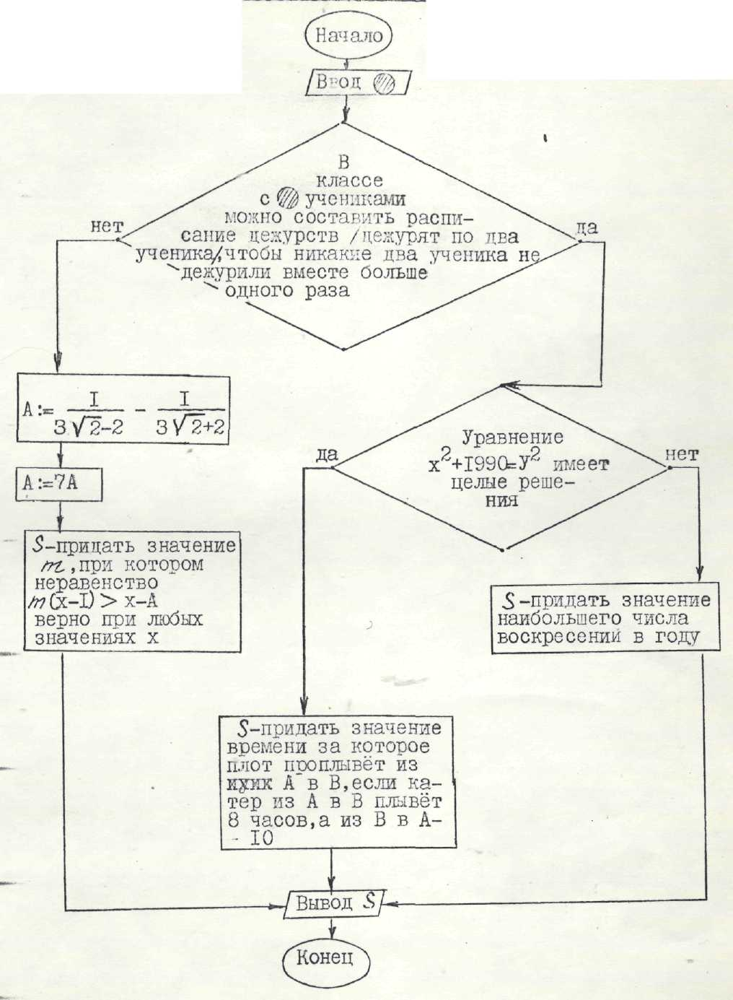 Начало
Ввод
В
классе
с учениками
можно составить распи-
сание дежурств /дежурят по два
ученика/, чтобы никакие два ученика не
дежурили вместе больше
одного раза
нет
да
A:= I/(3√2-2) - I/(3√2+2)
A:=7A
S-придать значение
m, при котором
неравенство
m(x-I) > x-A
верно при любых
значениях x
Уравнение
x²+I990=y² имеет
целые реше-
ния
да
нет
S-придать значение
наибольшего числа
воскресений в году
S-придать значение
времени за которое
плот проплывёт из
A в B, если ка-
тер из A в B плывёт
8 часов, а из B в A-
- IO
Вывод S
Конец